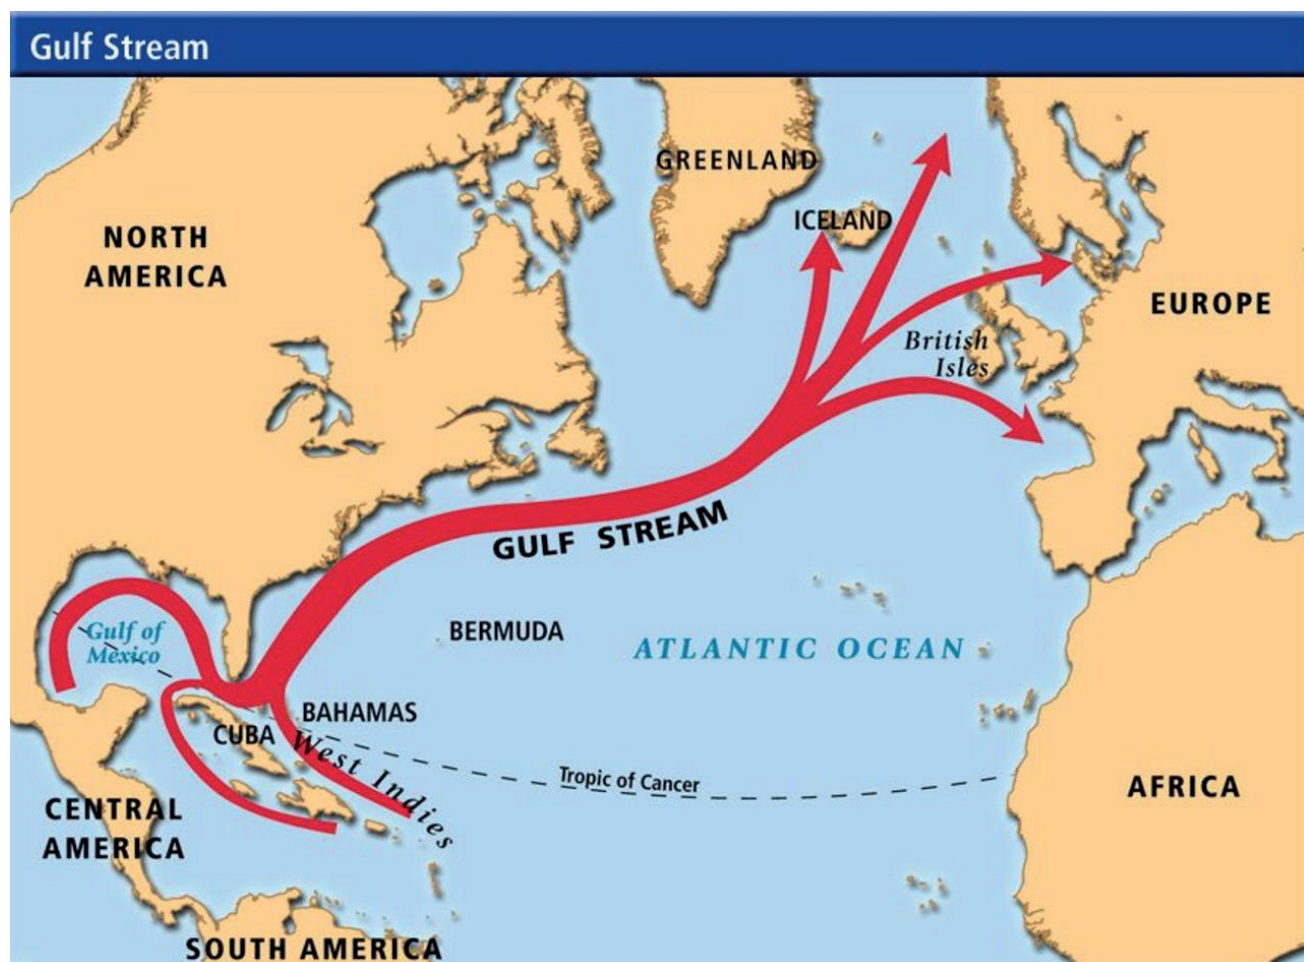 Gulf Stream
GREENLAND
ICELAND
NORTH
AMERICA
EUROPE
British
Isles
GULF STREAM
Gulf of
Mexico
BERMUDA
ATLANTIC OCEAN
BAHAMAS
CUBA
West Indies
Tropic of Cancer
AFRICA
CENTRAL
AMERICA
SOUTH AMERICA